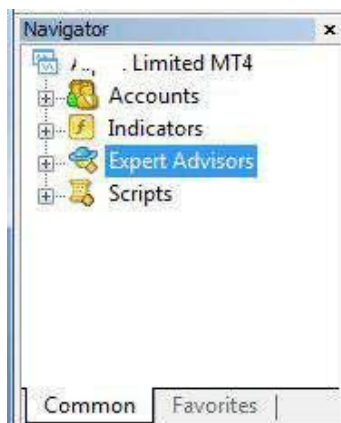 Navigator
Limited MT4
Accounts
Indicators
Expert Advisors
Scripts
Common Favorites